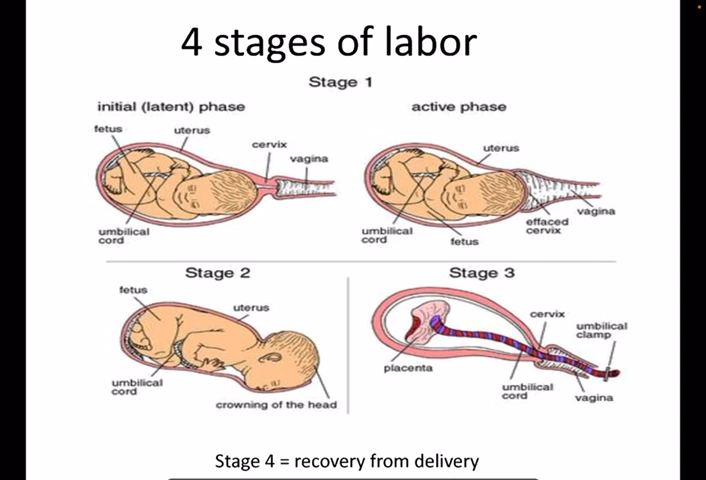 4 stages of labor
Stage 1
initial (latent) phase
fetus
uterus
cervix
vagina
umbilical
cord
active phase
uterus
vagina
effaced
cervix
umbilical
cord
fetus
Stage 2
fetus
uterus
umbilical
cord
crowning of the head
Stage 3
cervix
umbilical
clamp
placenta
umbilical
cord
vagina
Stage 4 = recovery from delivery